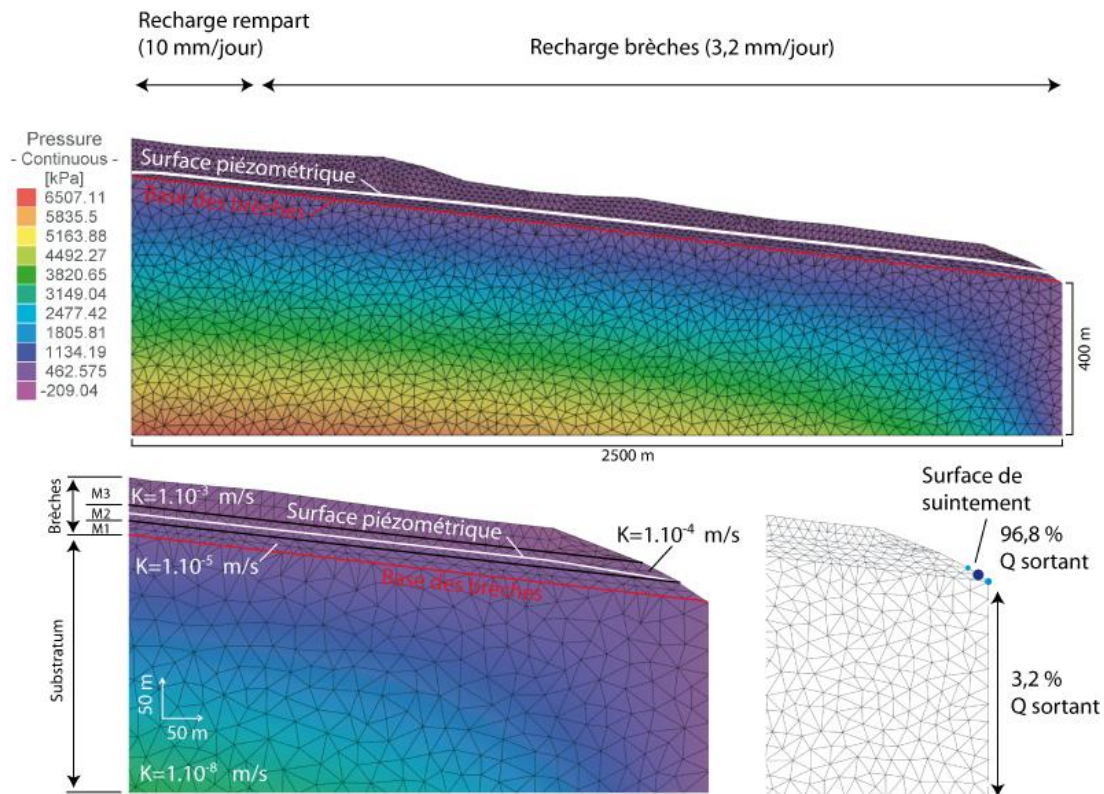 Recharge rempart
(10 mm/jour)
Recharge brèches (3,2 mm/jour)
Pressure
- Continuous -
[kPa]
6507.11
5835.5
5163.88
4492.27
3820.65
3149.04
2477.42
1805.81
1134.19
462.575
-209.04
Surface piézométrique
Base des brèches
400 m
2500 m
Brèches
M3
M2
M1
Substratum
K=1.10⁻³ m/s
Surface piézométrique
K=1.10⁻⁴ m/s
K=1.10⁻⁵ m/s
Base des brèches
50 m
50 m
K=1.10⁻⁸ m/s
Surface de
suintement
96,8 %
Q sortant
3,2 %
Q sortant